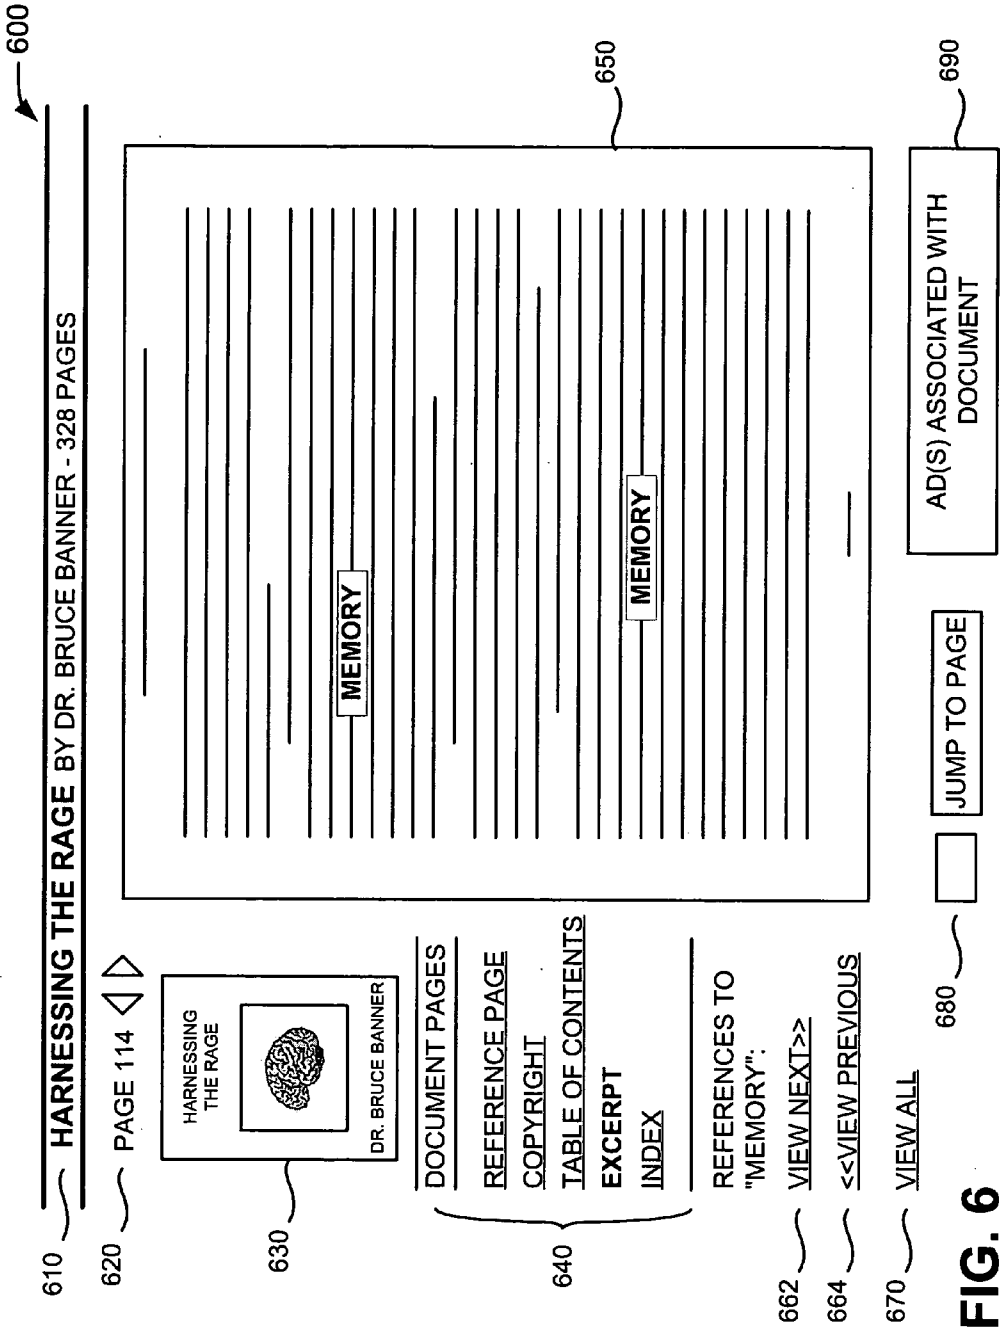 600
610
HARNESSING THE RAGE BY DR. BRUCE BANNER - 328 PAGES
620
PAGE 114
630
HARNESSING
THE RAGE
DR. BRUCE BANNER
640
DOCUMENT PAGES
REFERENCE PAGE
COPYRIGHT
TABLE OF CONTENTS
EXCERPT
INDEX
REFERENCES TO
"MEMORY":
662
VIEW NEXT>>
664
<<VIEW PREVIOUS
670
VIEW ALL
650
MEMORY
MEMORY
680
JUMP TO PAGE
690
AD(S) ASSOCIATED WITH
DOCUMENT
FIG. 6